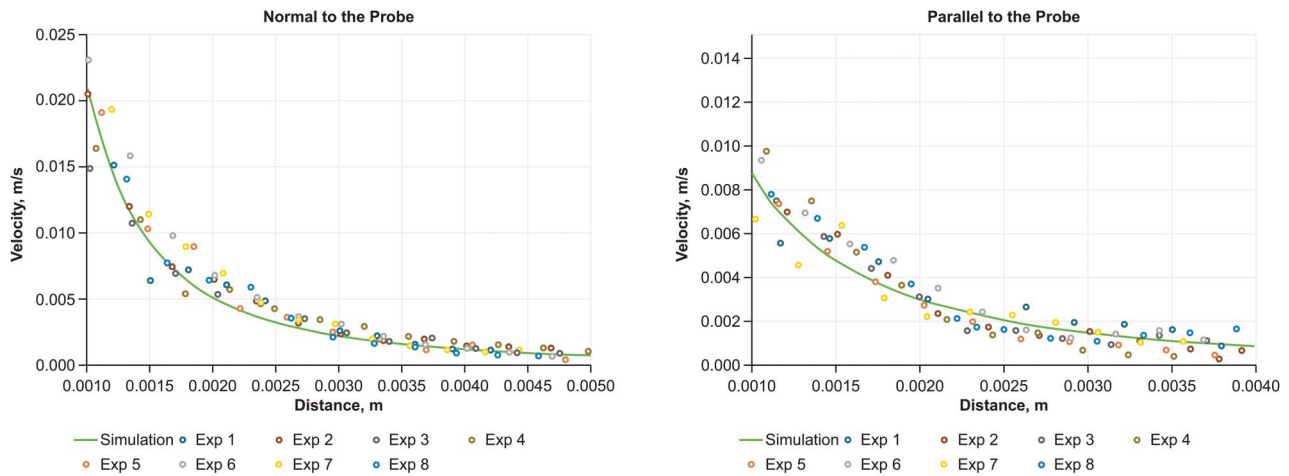 Normal to the Probe
0.025
0.020
0.015
0.010
0.005
0.000
Velocity, m/s
0.0010 0.0015 0.0020 0.0025 0.0030 0.0035 0.0040 0.0045 0.0050
Distance, m
Simulation Exp 1 Exp 2 Exp 3 Exp 4
Exp 5 Exp 6 Exp 7 Exp 8
Parallel to the Probe
0.014
0.012
0.010
0.008
0.006
0.004
0.002
0.000
Velocity, m/s
0.0010 0.0015 0.0020 0.0025 0.0030 0.0035 0.0040
Distance, m
Simulation Exp 1 Exp 2 Exp 3 Exp 4
Exp 5 Exp 6 Exp 7 Exp 8